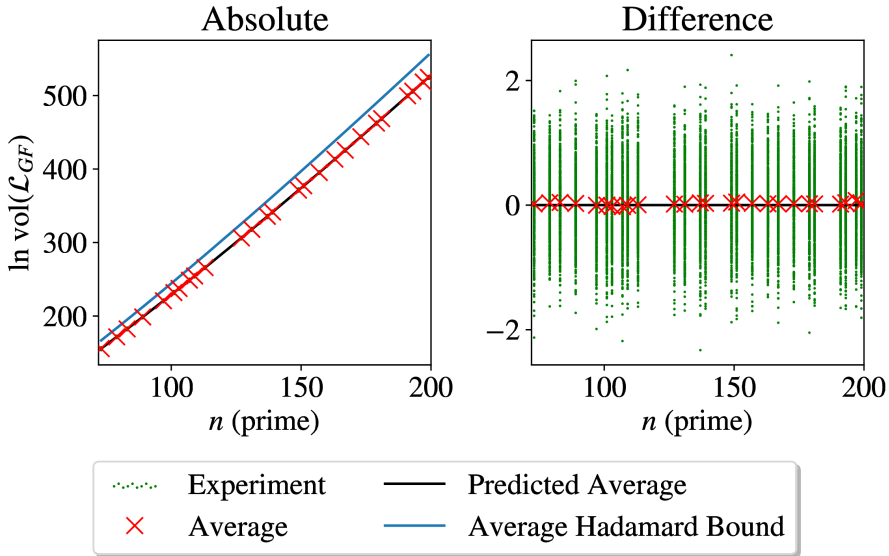 Absolute
Difference
ln vol(ℒ_GF)
500
400
300
200
100
150
200
n (prime)
2
0
−2
100
150
200
n (prime)
Experiment
Predicted Average
Average
Average Hadamard Bound